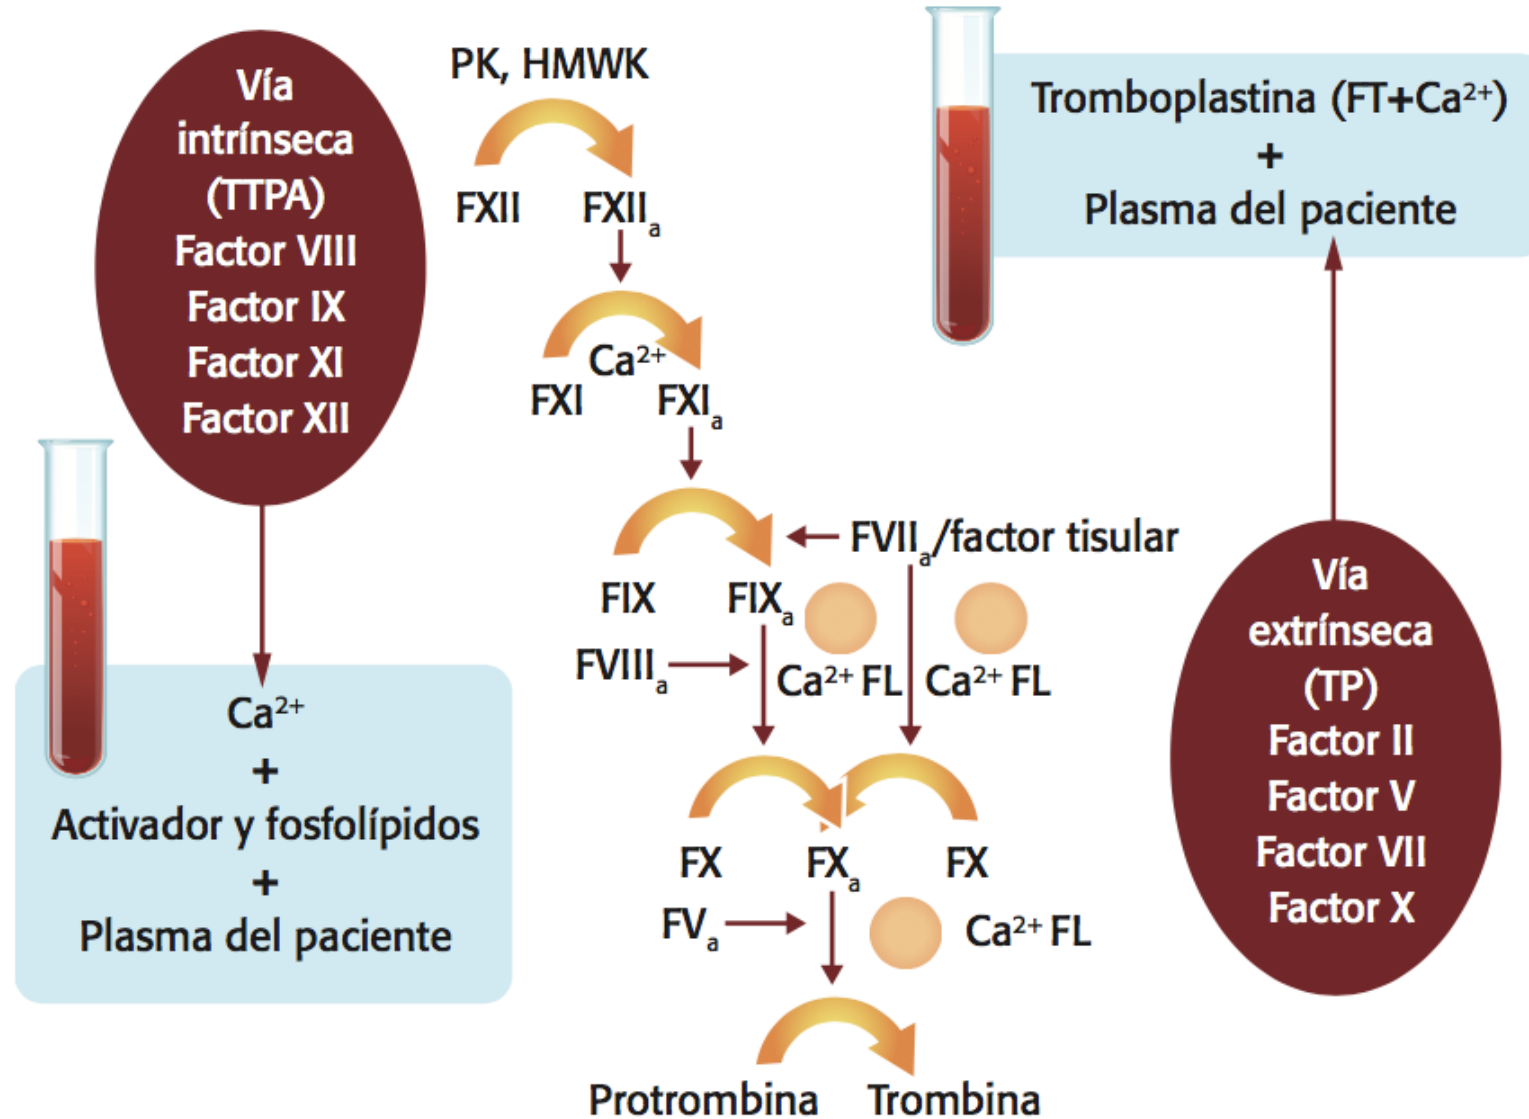 Vía
intrínseca
(TTPA)
Factor VIII
Factor IX
Factor XI
Factor XII
Ca²⁺
+
Activador y fosfolípidos
+
Plasma del paciente
PK, HMWK
FXII FXIIₐ
Ca²⁺
FXI FXIₐ
FVIIₐ/factor tisular
FIX FIXₐ
FVIIIₐ Ca²⁺ FL Ca²⁺ FL
FX FXₐ FX
FVₐ Ca²⁺ FL
Protrombina Trombina
Tromboplastina (FT+Ca²⁺)
+
Plasma del paciente
Vía
extrínseca
(TP)
Factor II
Factor V
Factor VII
Factor X